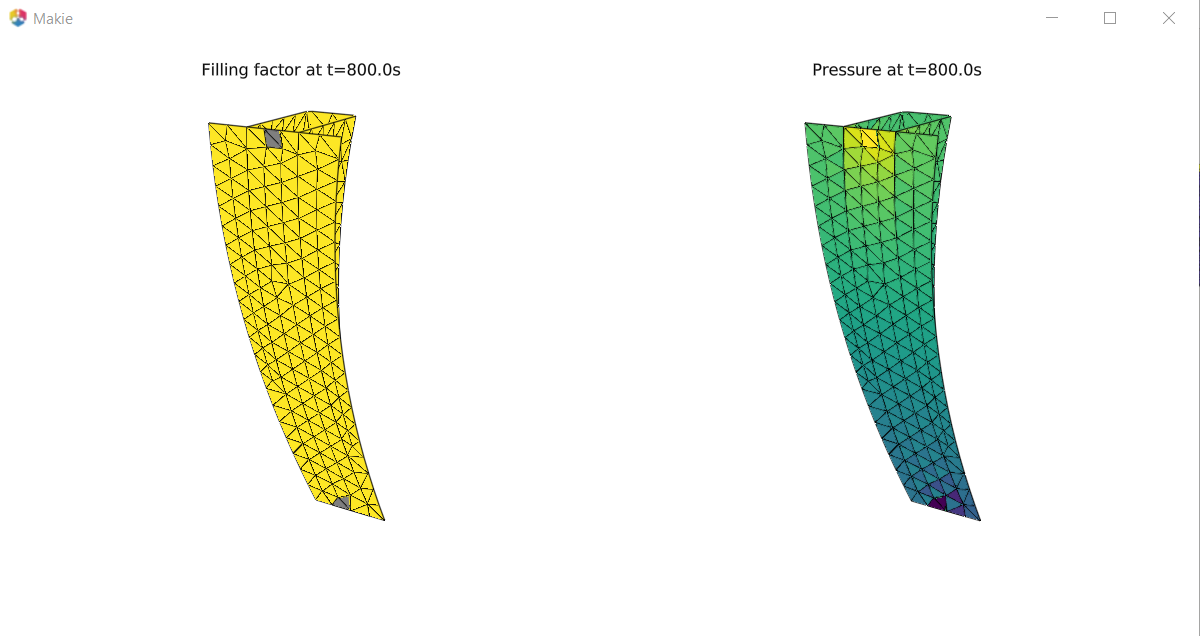 Makie
Filling factor at t=800.0s
Pressure at t=800.0s